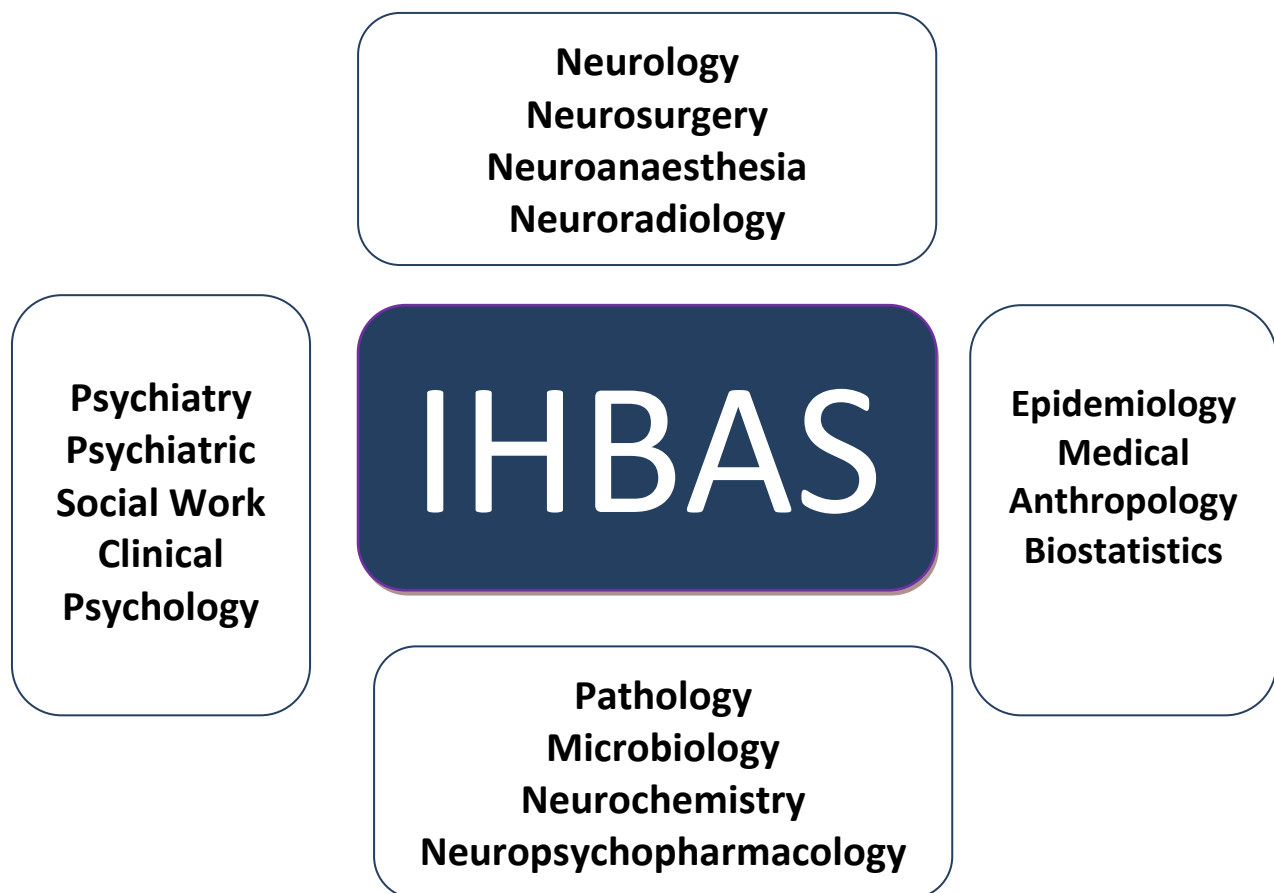 Neurology
Neurosurgery
Neuroanaesthesia
Neuroradiology
Psychiatry
Psychiatric
Social Work
Clinical
Psychology
IHBAS
Epidemiology
Medical
Anthropology
Biostatistics
Pathology
Microbiology
Neurochemistry
Neuropsychopharmacology